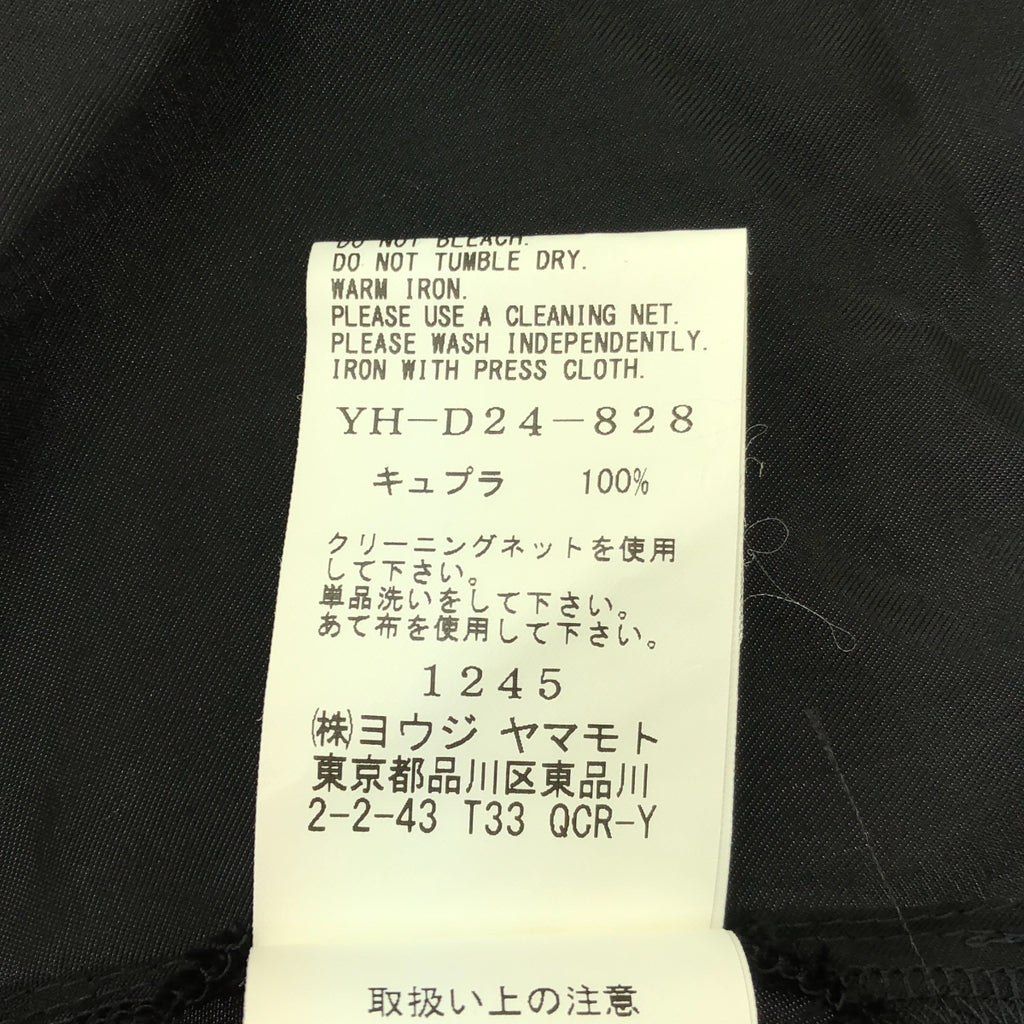 DO NOT BLEACH.
DO NOT TUMBLE DRY.
WARM IRON.
PLEASE USE A CLEANING NET.
PLEASE WASH INDEPENDENTLY.
IRON WITH PRESS CLOTH.
YH-D24-828
キュプラ 100%
クリーニングネットを使用
して下さい。
単品洗いをして下さい。
あて布を使用して下さい。
1245
㈱ヨウジ ヤマモト
東京都品川区東品川
2-2-43 T33 QCR-Y
取扱い上の注意